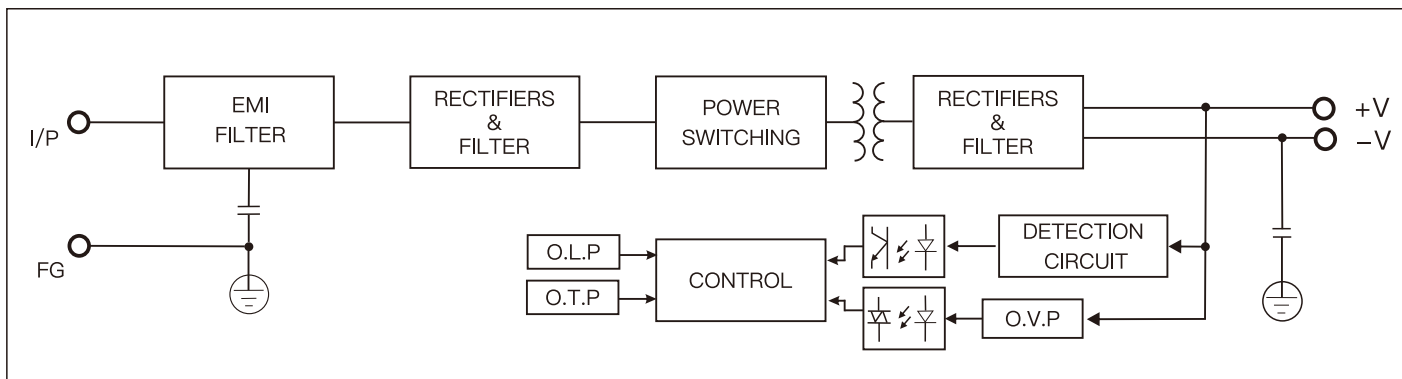 I/P
EMI
FILTER
RECTIFIERS
&
FILTER
POWER
SWITCHING
RECTIFIERS
&
FILTER
+V
−V
FG
O.L.P
O.T.P
CONTROL
DETECTION
CIRCUIT
O.V.P